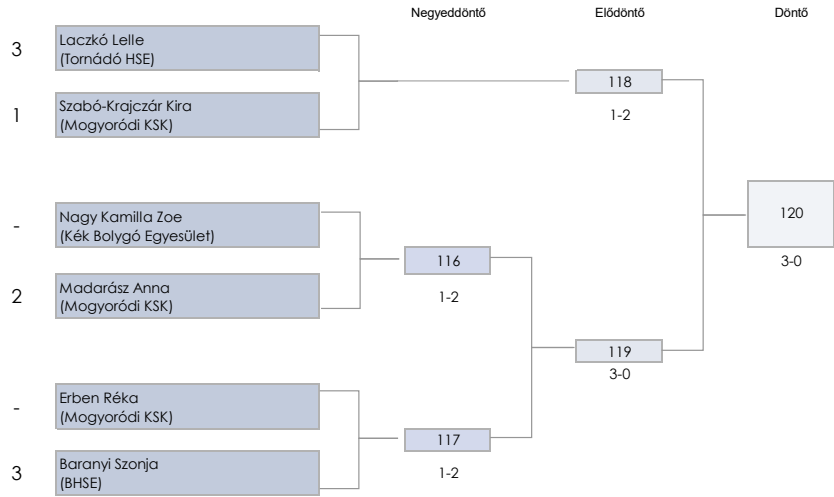 Negyeddöntő Elődöntő Döntő
3 Laczkó Lelle
(Tornádó HSE)
118
1-2
1 Szabó-Krajczár Kira
(Mogyoródi KSK)
120
3-0
- Nagy Kamilla Zoe
(Kék Bolygó Egyesület)
116
1-2
2 Madarász Anna
(Mogyoródi KSK)
119
3-0
- Erben Réka
(Mogyoródi KSK)
117
1-2
3 Baranyi Szonja
(BHSE)